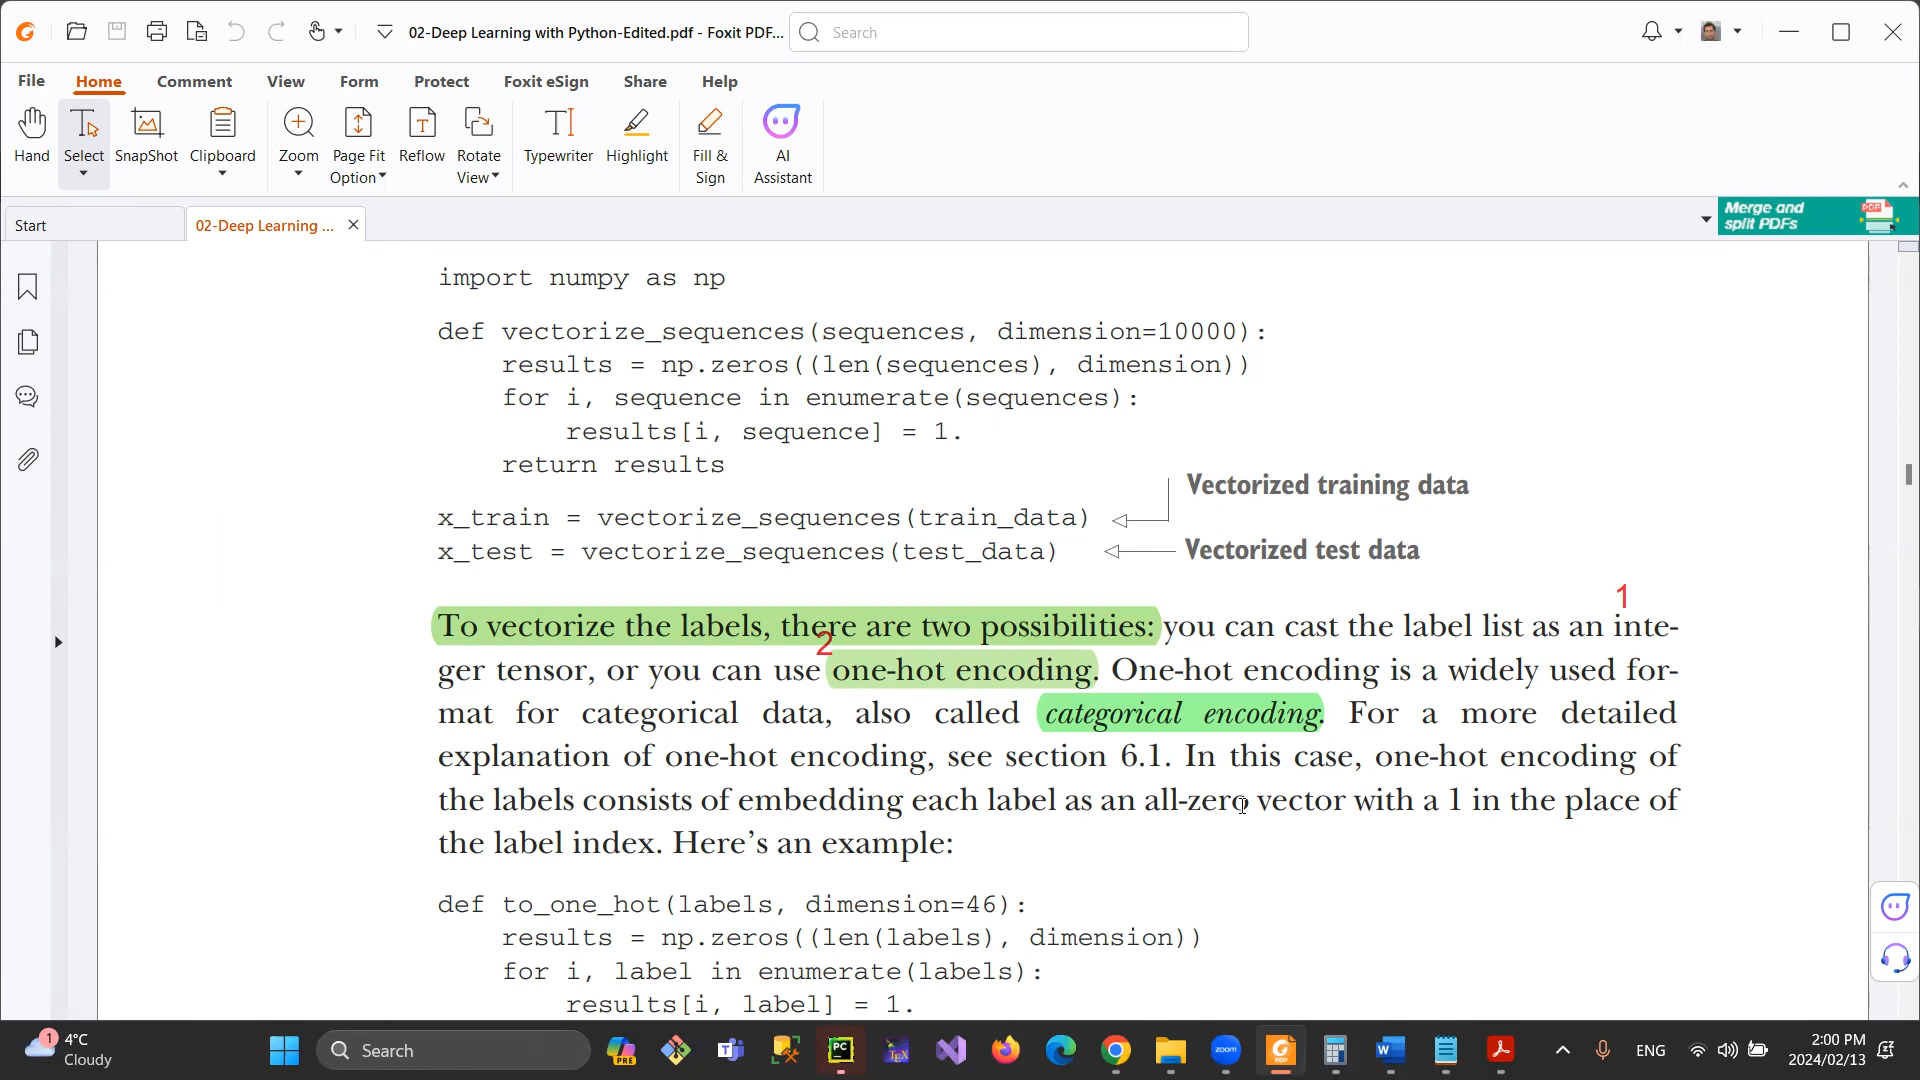 02-Deep Learning with Python-Edited.pdf - Foxit PDF...
Search
File Home Comment View Form Protect Foxit eSign Share Help
Hand
Select
SnapShot
Clipboard
Zoom
Page Fit
Option
Reflow
Rotate
View
Typewriter
Highlight
Fill &
Sign
AI
Assistant
Start
02-Deep Learning ...
Merge and
split PDFs
import numpy as np
def vectorize_sequences(sequences, dimension=10000):
results = np.zeros((len(sequences), dimension))
for i, sequence in enumerate(sequences):
results[i, sequence] = 1.
return results
Vectorized training data
x_train = vectorize_sequences(train_data)
x_test = vectorize_sequences(test_data)
Vectorized test data
1
To vectorize the labels, there are two possibilities: you can cast the label list as an inte-
2
ger tensor, or you can use one-hot encoding. One-hot encoding is a widely used for-
mat for categorical data, also called categorical encoding. For a more detailed
explanation of one-hot encoding, see section 6.1. In this case, one-hot encoding of
the labels consists of embedding each label as an all-zero vector with a 1 in the place of
the label index. Here's an example:
def to_one_hot(labels, dimension=46):
results = np.zeros((len(labels), dimension))
for i, label in enumerate(labels):
results[i, label] = 1.
1
4°C
Cloudy
Search
PRE
PC
TEX
zoom
ENG
2:00 PM
2024/02/13